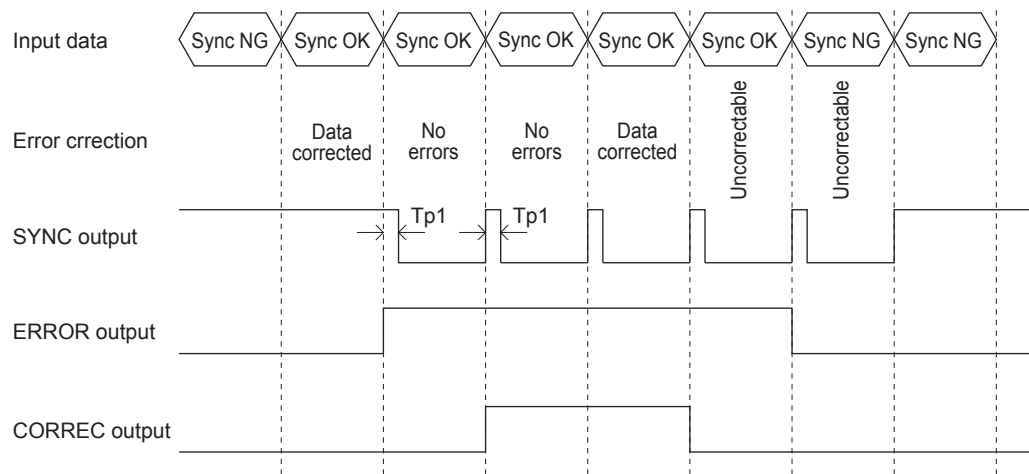 Input data
Sync NG Sync OK Sync OK Sync OK Sync OK Sync OK Sync NG Sync NG
Error crrection
Data corrected
No errors
No errors
Data corrected
Uncorrectable
Uncorrectable
SYNC output
Tp1 Tp1
ERROR output
CORREC output